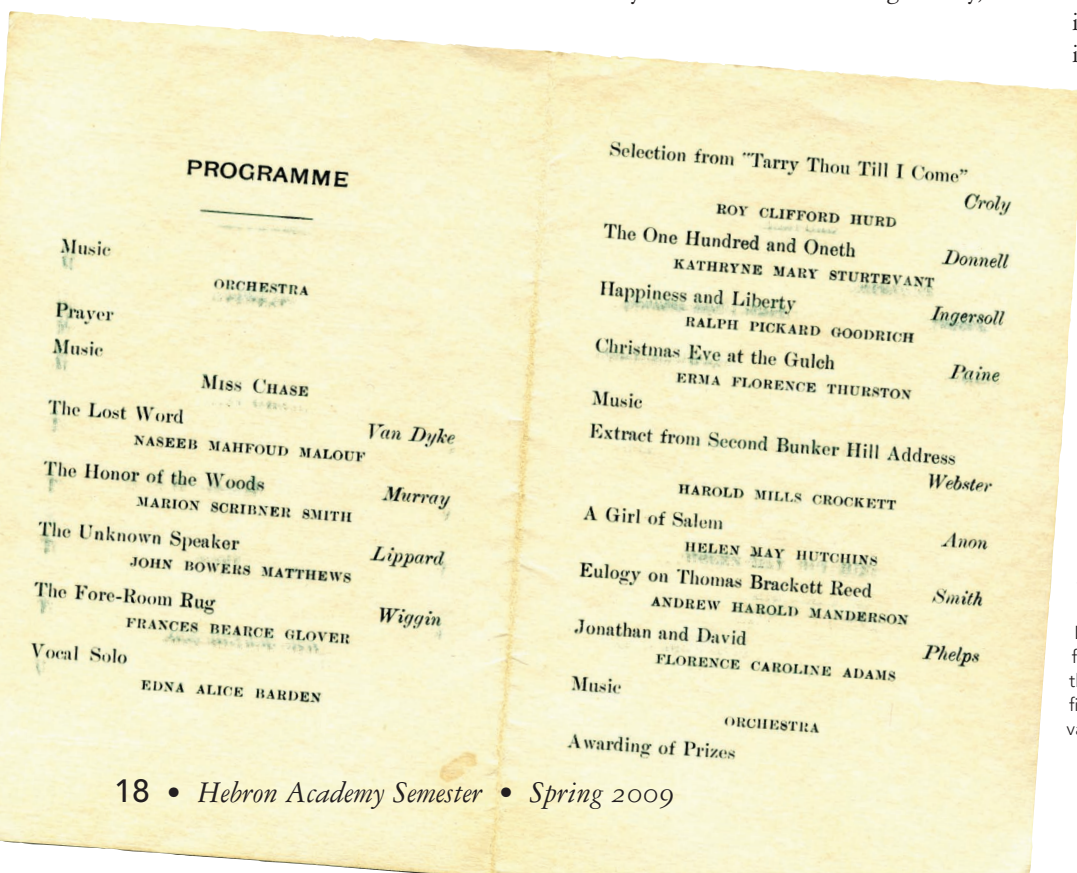 PROGRAMME
Music
ORCHESTRA
Prayer
Music
MISS CHASE
The Lost Word
Van Dyke
NASEEB MAHFOUD MALOUF
The Honor of the Woods
Murray
MARION SCRIBNER SMITH
The Unknown Speaker
Lippard
JOHN BOWERS MATTHEWS
The Fore-Room Rug
Wiggin
FRANCES BEARCE GLOVER
Vocal Solo
EDNA ALICE BARDEN
Selection from "Tarry Thou Till I Come"
Croly
ROY CLIFFORD HURD
The One Hundred and Oneth
Donnell
KATHRYNE MARY STURTEVANT
Happiness and Liberty
Ingersoll
RALPH PICKARD GOODRICH
Christmas Eve at the Gulch
Paine
ERMA FLORENCE THURSTON
Music
Extract from Second Bunker Hill Address
Webster
HAROLD MILLS CROCKETT
A Girl of Salem
Anon
HELEN MAY HUTCHINS
Eulogy on Thomas Brackett Reed
Smith
ANDREW HAROLD MANDERSON
Jonathan and David
Phelps
FLORENCE CAROLINE ADAMS
Music
ORCHESTRA
Awarding of Prizes
18 • Hebron Academy Semester • Spring 2009